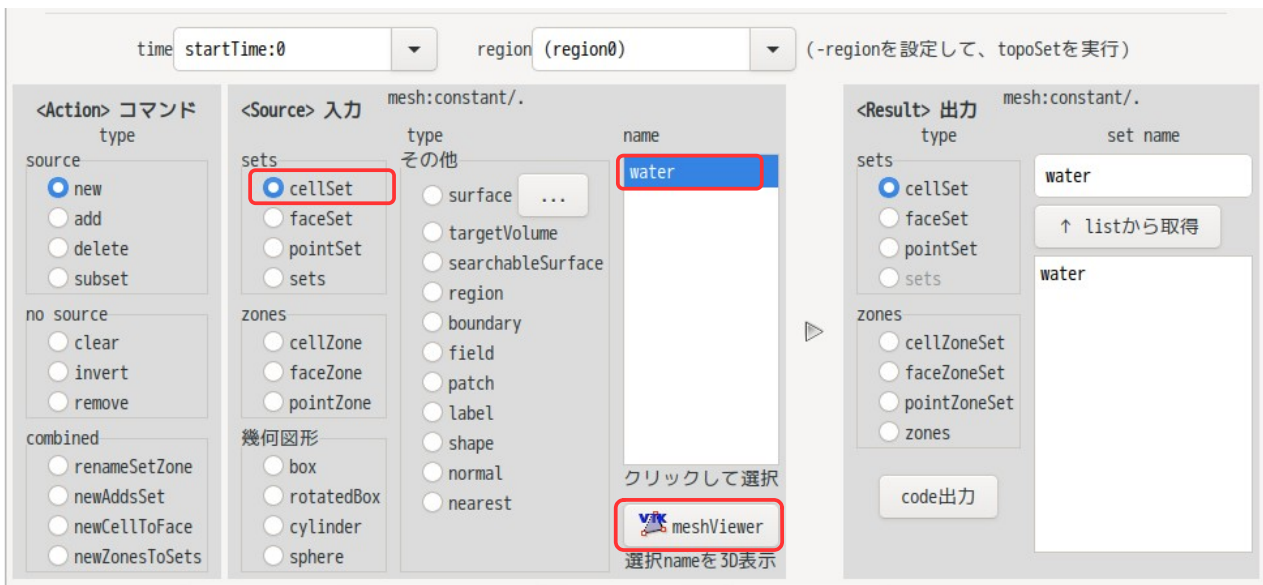 time startTime:0 region (region0) (-regionを設定して、topoSetを実行)
<Action> コマンド
type
source
new
add
delete
subset
no source
clear
invert
remove
combined
renameSetZone
newAddsSet
newCellToFace
newZonesToSets
<Source> 入力
mesh:constant/.
sets
cellSet
faceSet
pointSet
sets
zones
cellZone
faceZone
pointZone
幾何図形
box
rotatedBox
cylinder
sphere
type
その他
surface ...
targetVolume
searchableSurface
region
boundary
field
patch
label
shape
normal
nearest
name
water
クリックして選択
VTK meshViewer
選択nameを3D表示
<Result> 出力
mesh:constant/.
type
sets
cellSet
faceSet
pointSet
sets
zones
cellZoneSet
faceZoneSet
pointZoneSet
zones
code出力
set name
water
↑ listから取得
water